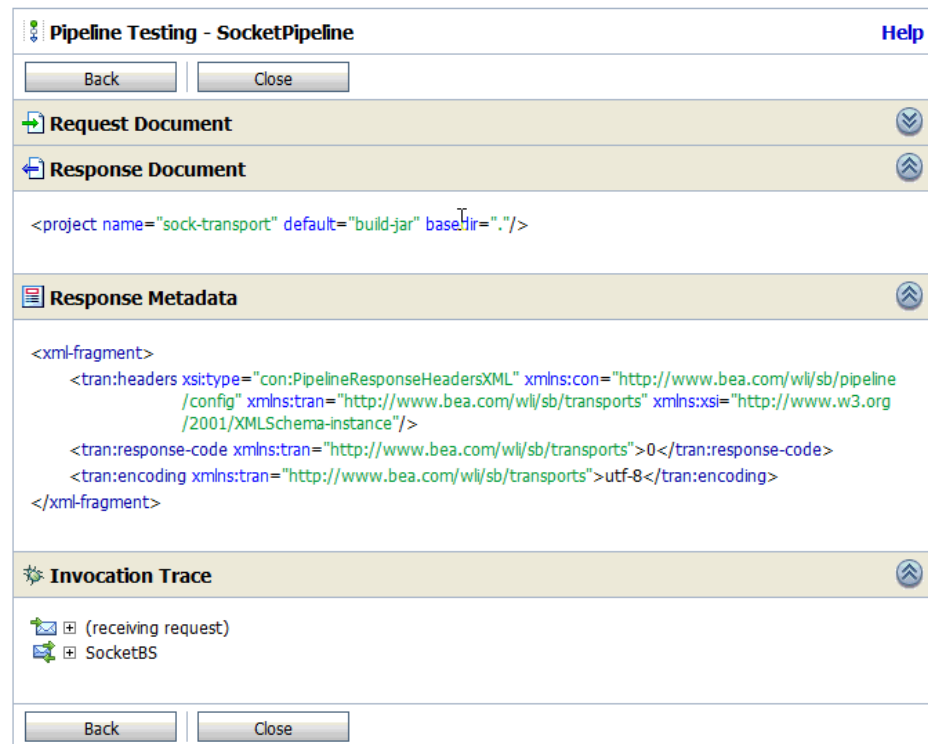 Pipeline Testing - SocketPipeline Help
Back Close
Request Document
Response Document
<project name="sock-transport" default="build-jar" basedir="."/>
Response Metadata
<xml-fragment>
<tran:headers xsi:type="con:PipelineResponseHeadersXML" xmlns:con="http://www.bea.com/wli/sb/pipeline
/config" xmlns:tran="http://www.bea.com/wli/sb/transports" xmlns:xsi="http://www.w3.org
/2001/XMLSchema-instance"/>
<tran:response-code xmlns:tran="http://www.bea.com/wli/sb/transports">0</tran:response-code>
<tran:encoding xmlns:tran="http://www.bea.com/wli/sb/transports">utf-8</tran:encoding>
</xml-fragment>
Invocation Trace
(receiving request)
SocketBS
Back Close